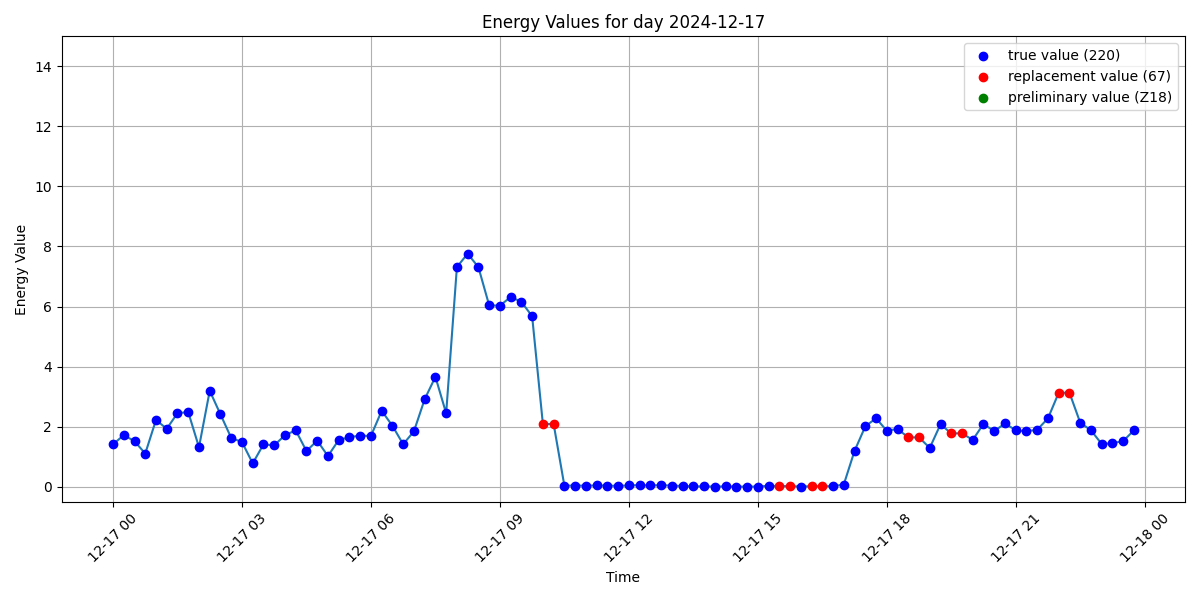 Energy Values for day 2024-12-17
true value (220)
replacement value (67)
preliminary value (Z18)
14
12
10
8
6
4
2
0
Energy Value
12-17 00
12-17 03
12-17 06
12-17 09
12-17 12
12-17 15
12-17 18
12-17 21
12-18 00
Time